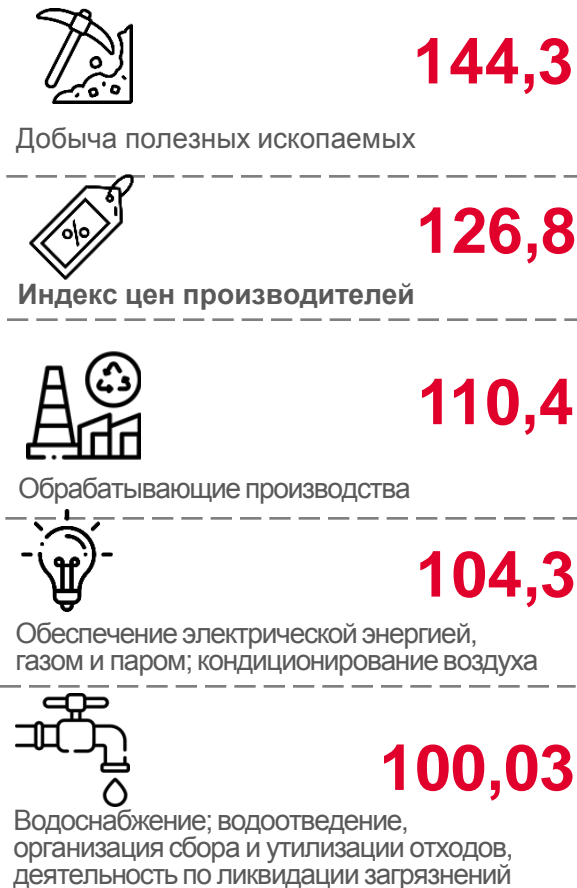 144,3
Добыча полезных ископаемых
%
126,8
Индекс цен производителей
110,4
Обрабатывающие производства
104,3
Обеспечение электрической энергией,
газом и паром; кондиционирование воздуха
100,03
Водоснабжение; водоотведение,
организация сбора и утилизации отходов,
деятельность по ликвидации загрязнений